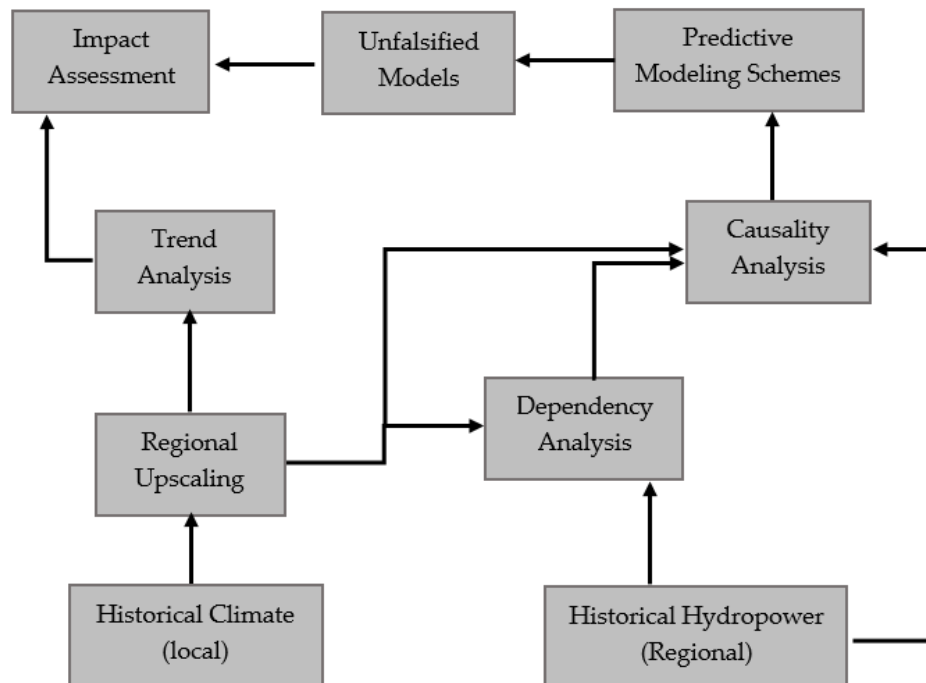 Impact
Assessment
Unfalsified
Models
Predictive
Modeling Schemes
Trend
Analysis
Causality
Analysis
Regional
Upscaling
Dependency
Analysis
Historical Climate
(local)
Historical Hydropower
(Regional)